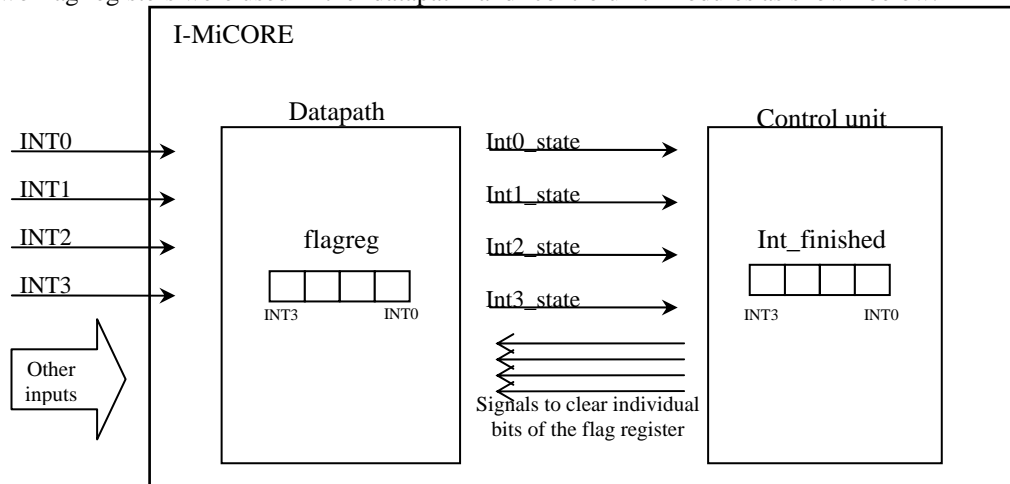 I-MiCORE
Datapath
Control unit
INT0
INT1
INT2
INT3
Int0_state
Int1_state
Int2_state
Int3_state
flagreg
INT3 INT0
Int_finished
INT3 INT0
Other
inputs
Signals to clear individual
bits of the flag register